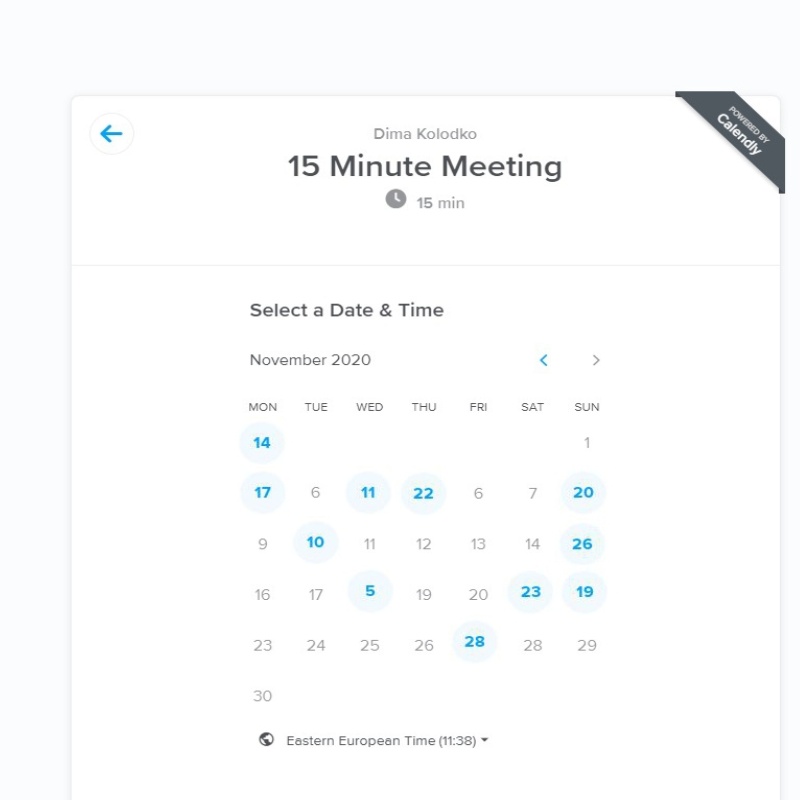 POWERED BY
Calendly
Dima Kolodko
15 Minute Meeting
15 min
Select a Date & Time
November 2020
MON TUE WED THU FRI SAT SUN
14 1
17 6 11 22 6 7 20
9 10 11 12 13 14 26
16 17 5 19 20 23 19
23 24 25 26 28 28 29
30
Eastern European Time (11:38)